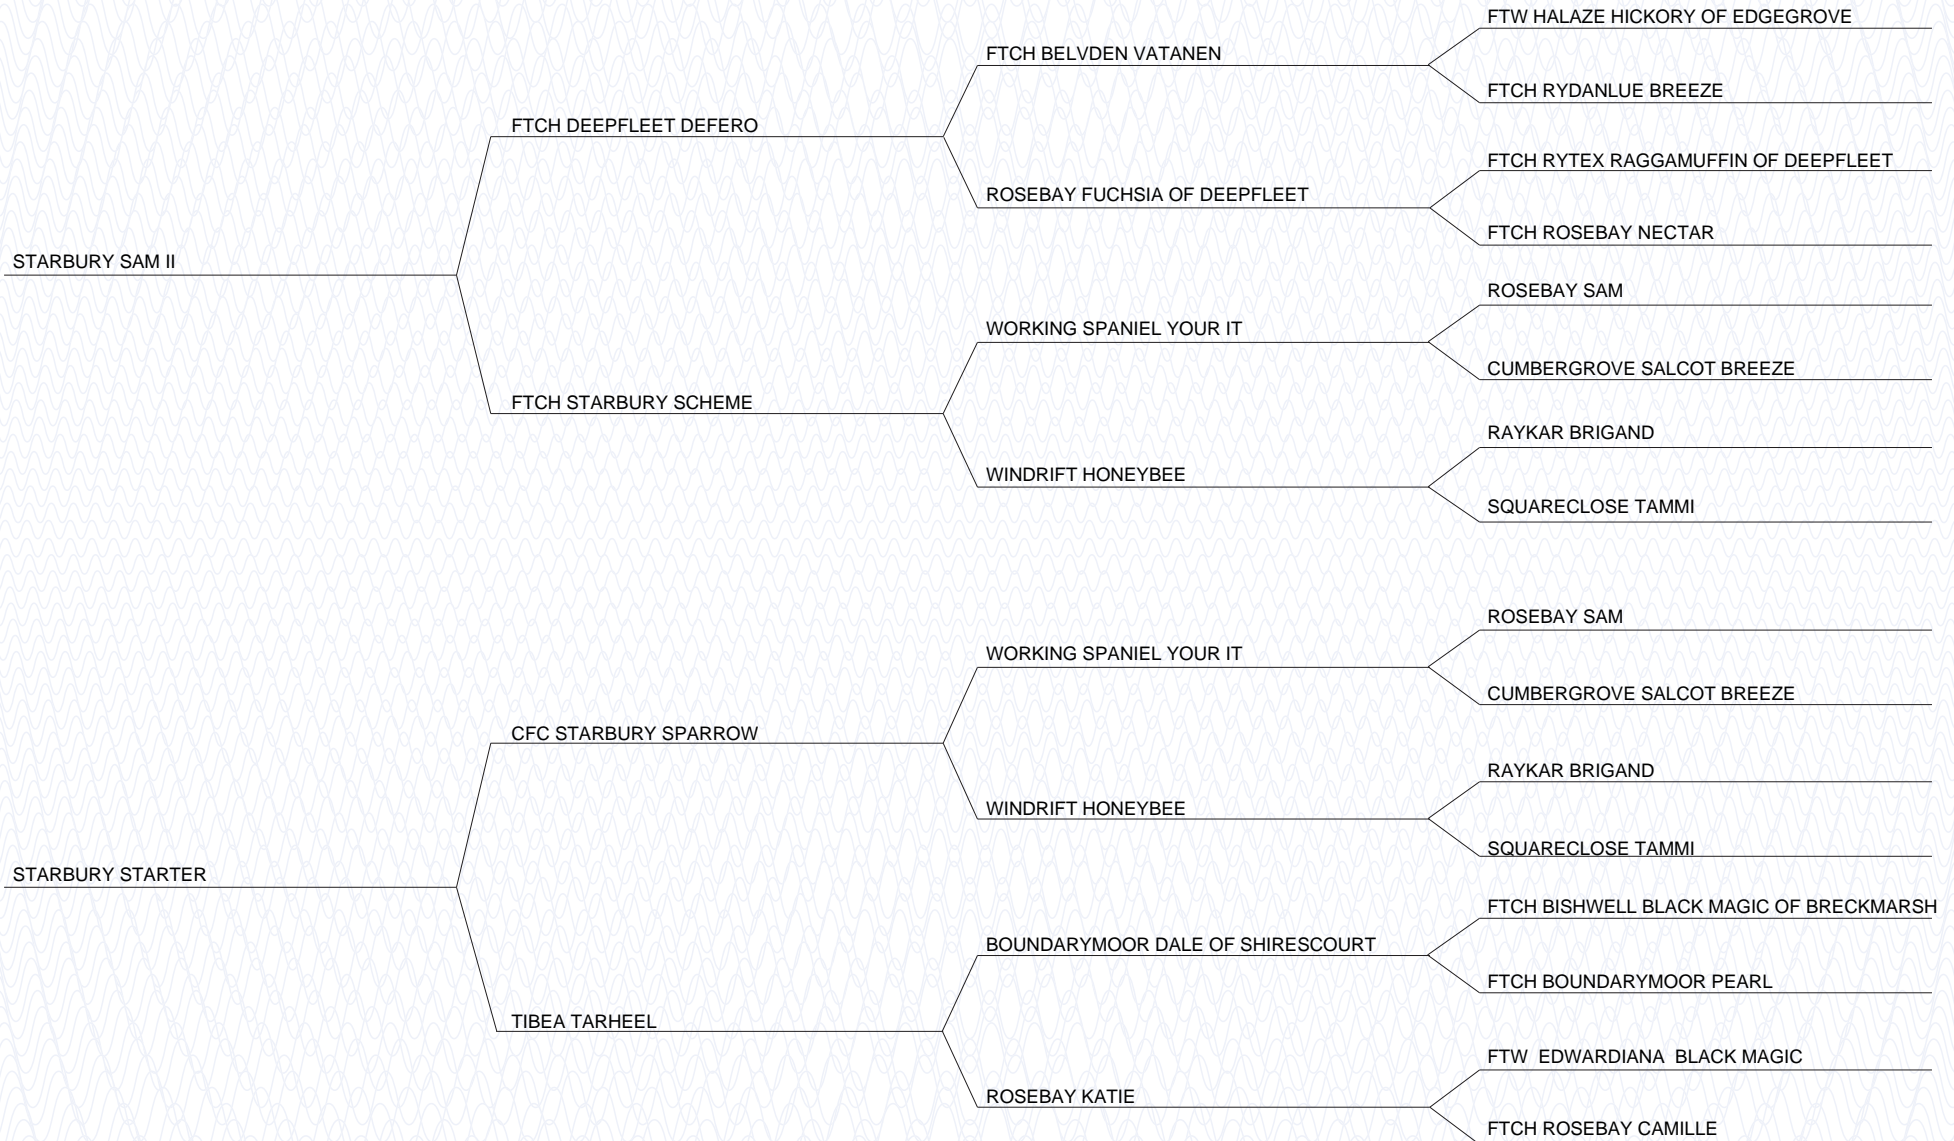 FTW HALAZE HICKORY OF EDGEGROVE
FTCH BELVDEN VATANEN
FTCH RYDANLUE BREEZE
FTCH DEEPFLEET DEFERO
FTCH RYTEX RAGGAMUFFIN OF DEEPFLEET
ROSEBAY FUCHSIA OF DEEPFLEET
FTCH ROSEBAY NECTAR
STARBURY SAM II
ROSEBAY SAM
WORKING SPANIEL YOUR IT
CUMBERGROVE SALCOT BREEZE
FTCH STARBURY SCHEME
RAYKAR BRIGAND
WINDRIFT HONEYBEE
SQUARECLOSE TAMMI
ROSEBAY SAM
WORKING SPANIEL YOUR IT
CUMBERGROVE SALCOT BREEZE
CFC STARBURY SPARROW
RAYKAR BRIGAND
WINDRIFT HONEYBEE
SQUARECLOSE TAMMI
STARBURY STARTER
FTCH BISHWELL BLACK MAGIC OF BRECKMARSH
BOUNDARYMOOR DALE OF SHIRESCOURT
FTCH BOUNDARYMOOR PEARL
TIBEA TARHEEL
FTW EDWARDIANA BLACK MAGIC
ROSEBAY KATIE
FTCH ROSEBAY CAMILLE